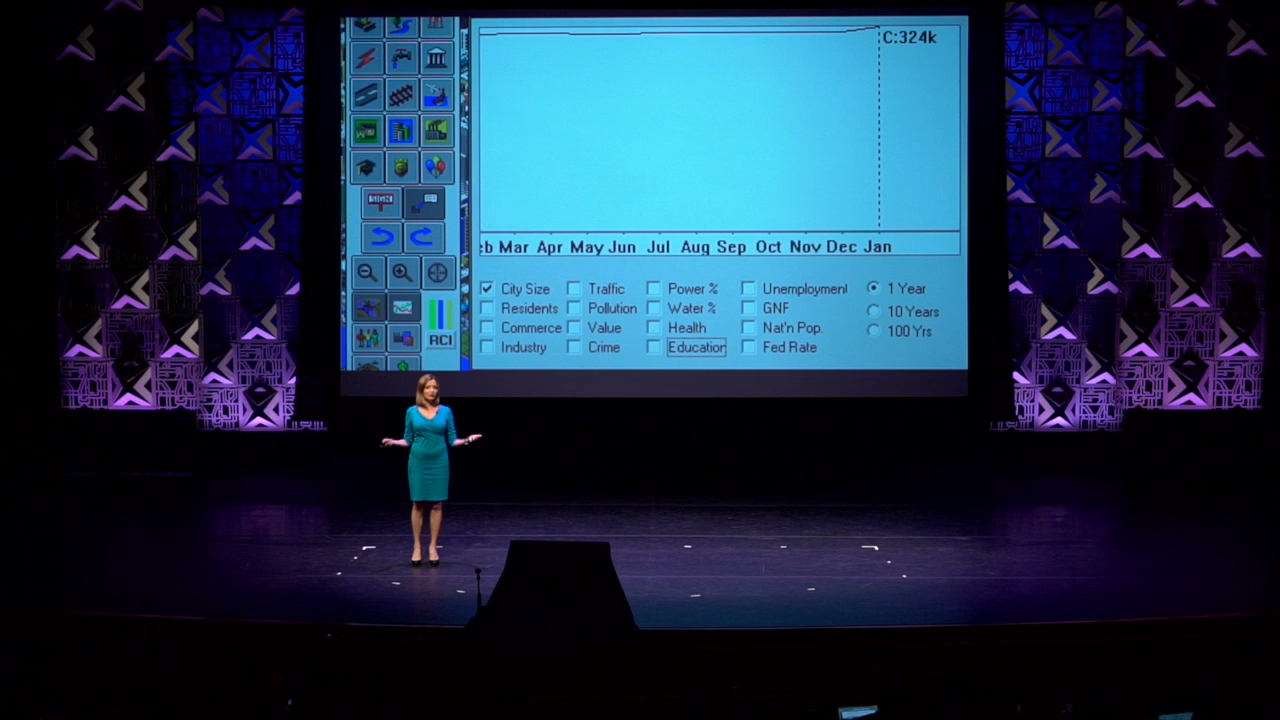 C:324k
SIGN
:b Mar Apr May Jun Jul Aug Sep Oct Nov Dec Jan
City Size Traffic Power % Unemployment 1 Year
Residents Pollution Water % GNF 10 Years
Commerce Value Health Nat'n Pop. 100 Yrs
Industry Crime Education Fed Rate
RCI